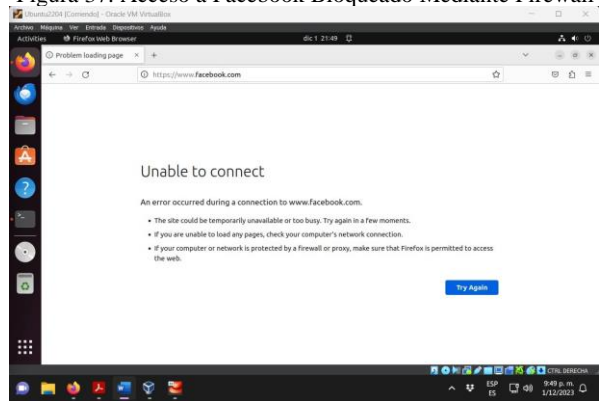 Figura 37. Acceso a Facebook Bloqueado Mediante Firewall
Ubuntu2204 [Corriendo] - Oracle VM VirtualBox
Archivo Máquina Ver Entrada Dispositivos Ayuda
Activities Firefox Web Browser dic 1 21:49
Problem loading page
https://www.facebook.com
Unable to connect
An error occurred during a connection to www.facebook.com.
• The site could be temporarily unavailable or too busy. Try again in a few moments.
• If you are unable to load any pages, check your computer's network connection.
• If your computer or network is protected by a firewall or proxy, make sure that Firefox is permitted to access
the web.
Try Again
CTRL DERECHA
ESP
ES
9:49 p. m.
1/12/2023